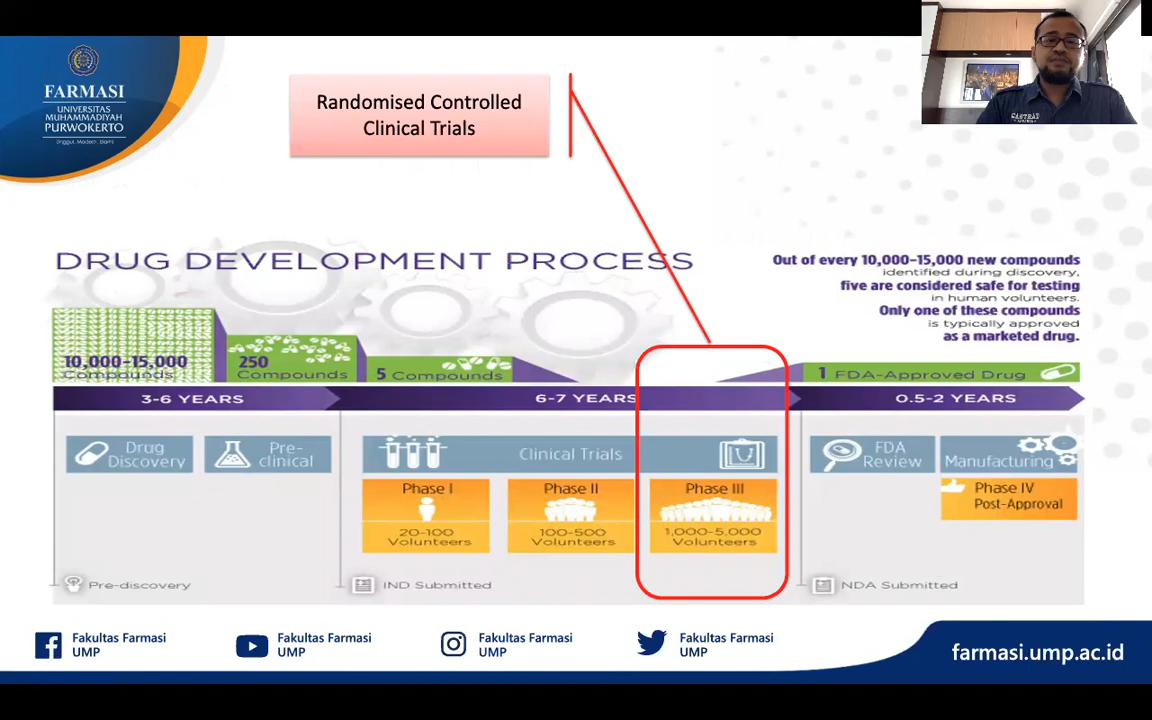 FARMASI
UNIVERSITAS
MUHAMMADIYAH
PURWOKERTO
Unggul, Modern, Islami
Randomised Controlled
Clinical Trials
DRUG DEVELOPMENT PROCESS
Out of every 10,000-15,000 new compounds
identified during discovery,
five are considered safe for testing
in human volunteers.
Only one of these compounds
is typically approved
as a marketed drug.
10,000-15,000
Compounds
250
Compounds
5 Compounds
1 FDA-Approved Drug
3-6 YEARS
6-7 YEARS
0.5-2 YEARS
Drug
Discovery
Pre-
clinical
Clinical Trials
FDA
Review
Manufacturing
Phase I
20-100
Volunteers
Phase II
100-500
Volunteers
Phase III
1,000-5,000
Volunteers
Phase IV
Post-Approval
Pre-discovery
IND Submitted
NDA Submitted
Fakultas Farmasi
UMP
Fakultas Farmasi
UMP
Fakultas Farmasi
UMP
Fakultas Farmasi
UMP
farmasi.ump.ac.id